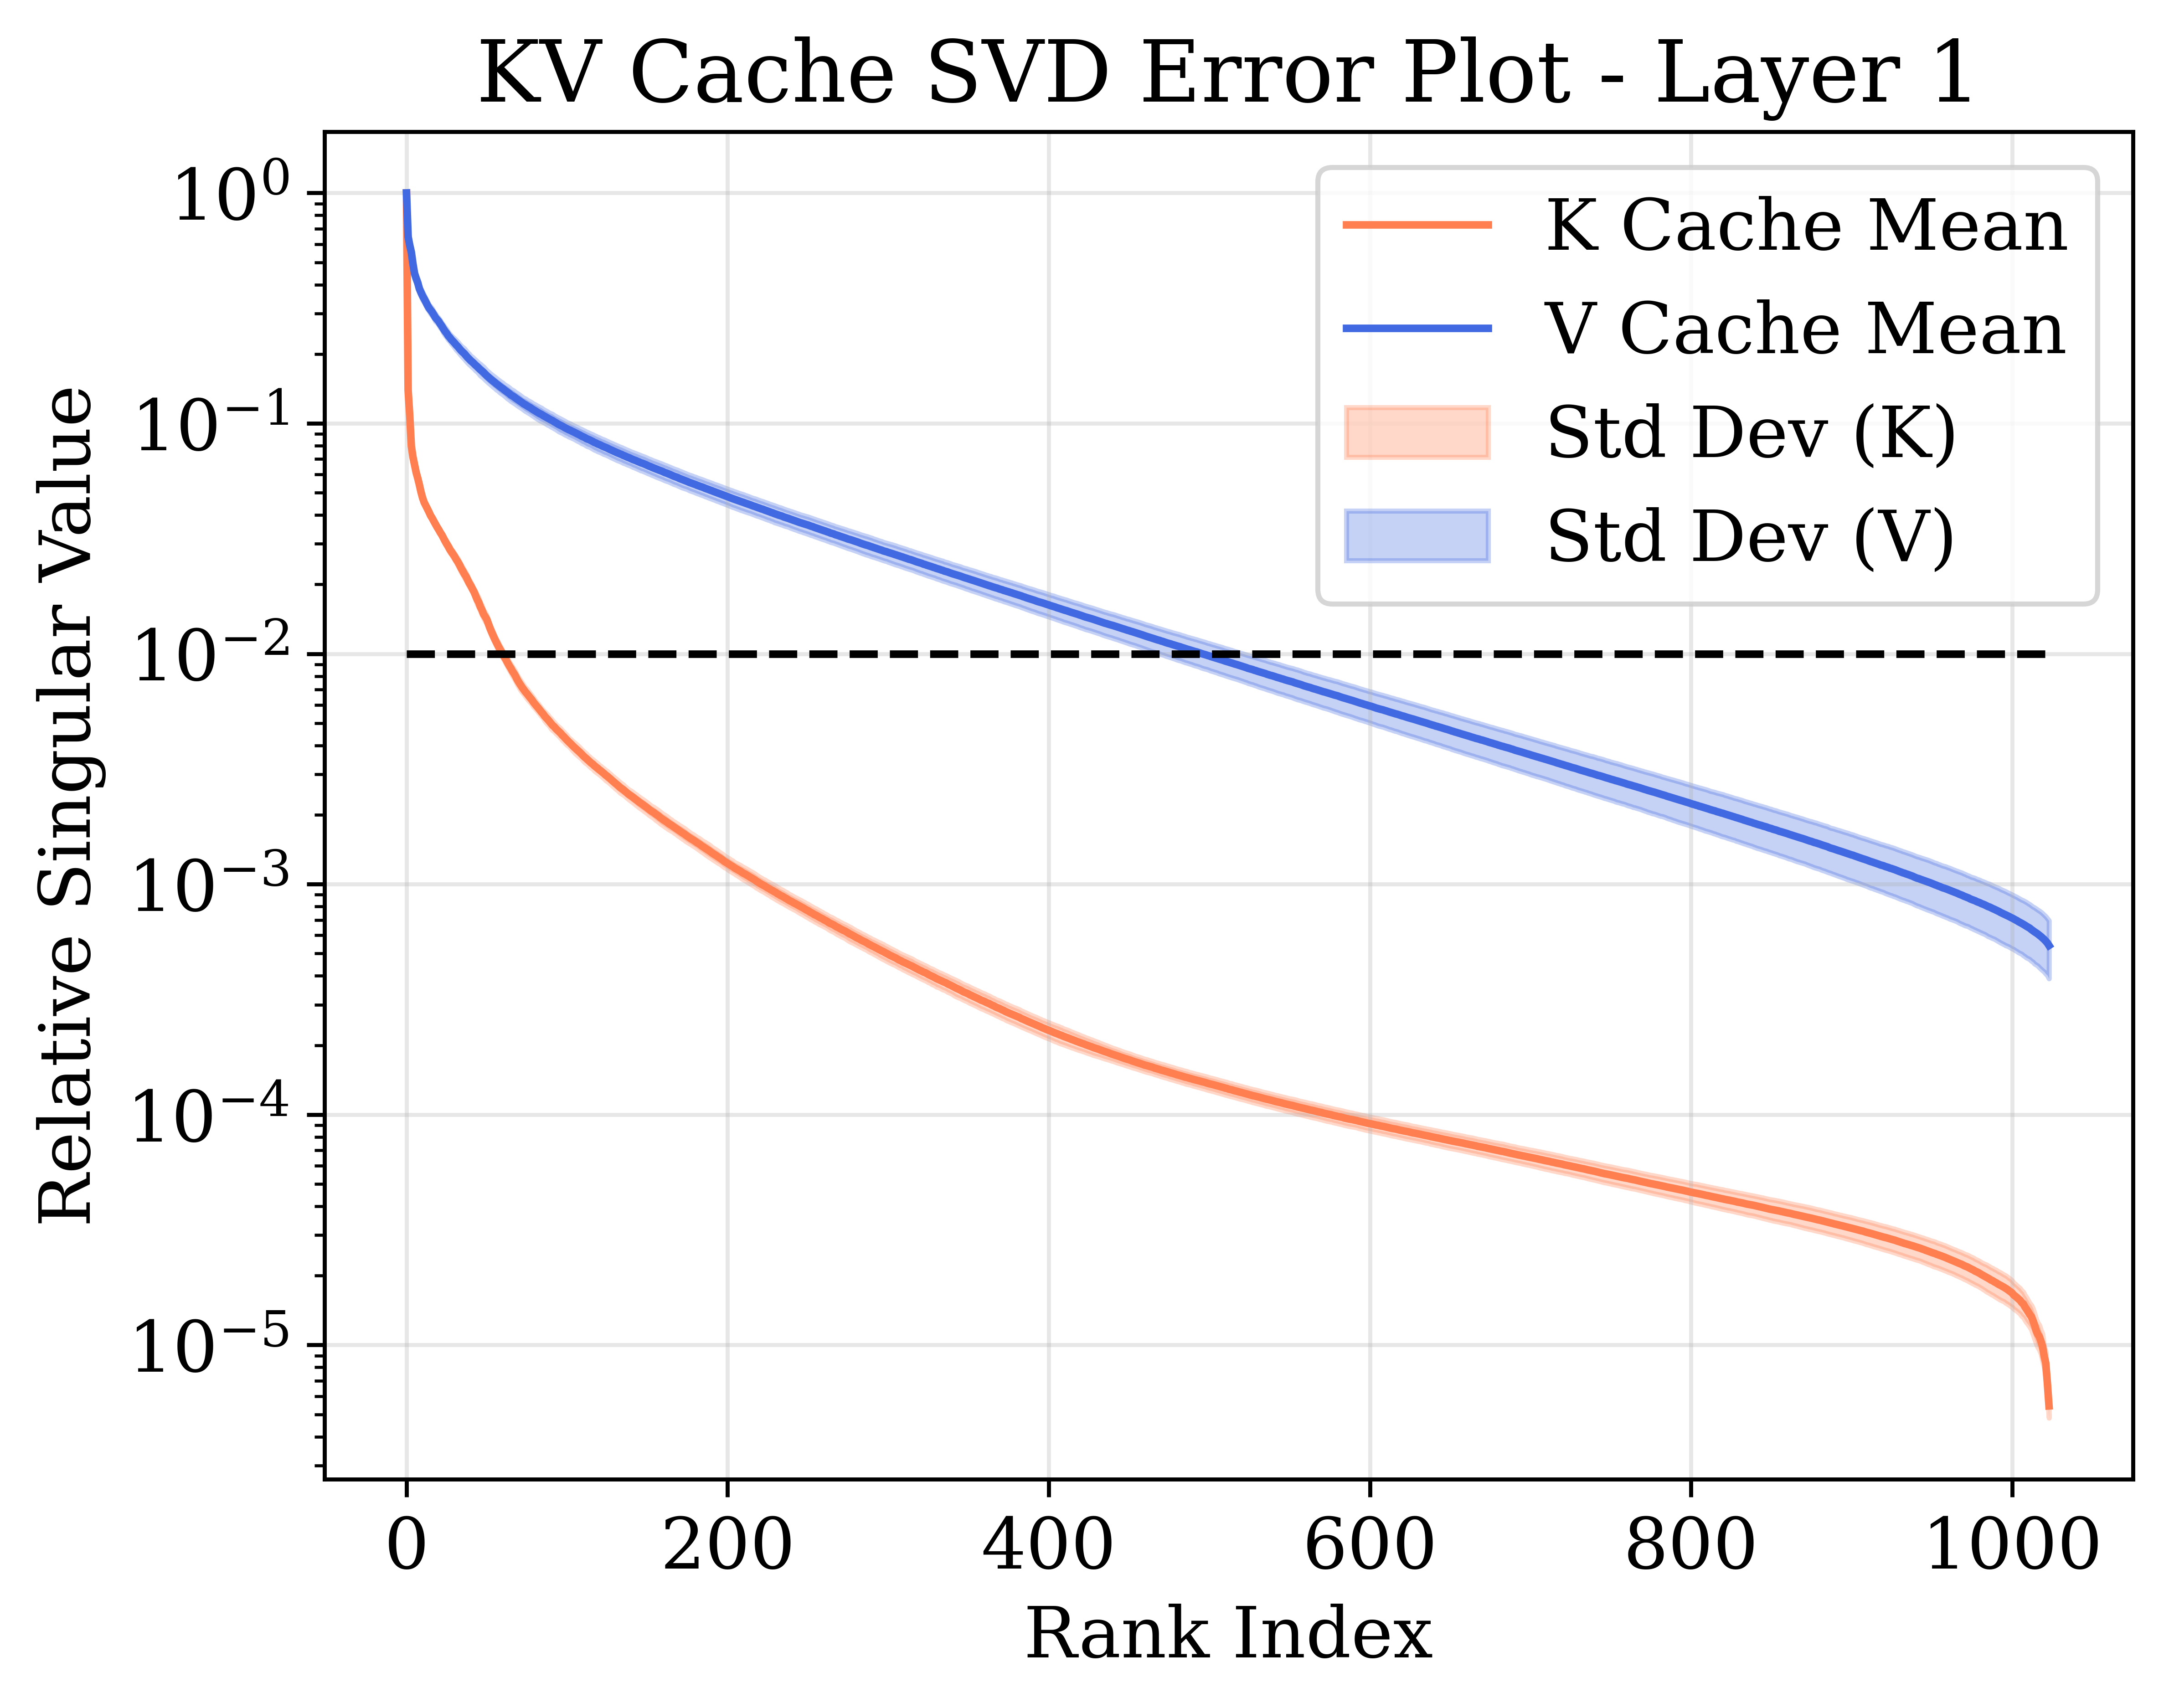 KV Cache SVD Error Plot - Layer 1
K Cache Mean
V Cache Mean
Std Dev (K)
Std Dev (V)
Relative Singular Value
10⁰
10⁻¹
10⁻²
10⁻³
10⁻⁴
10⁻⁵
0 200 400 600 800 1000
Rank Index